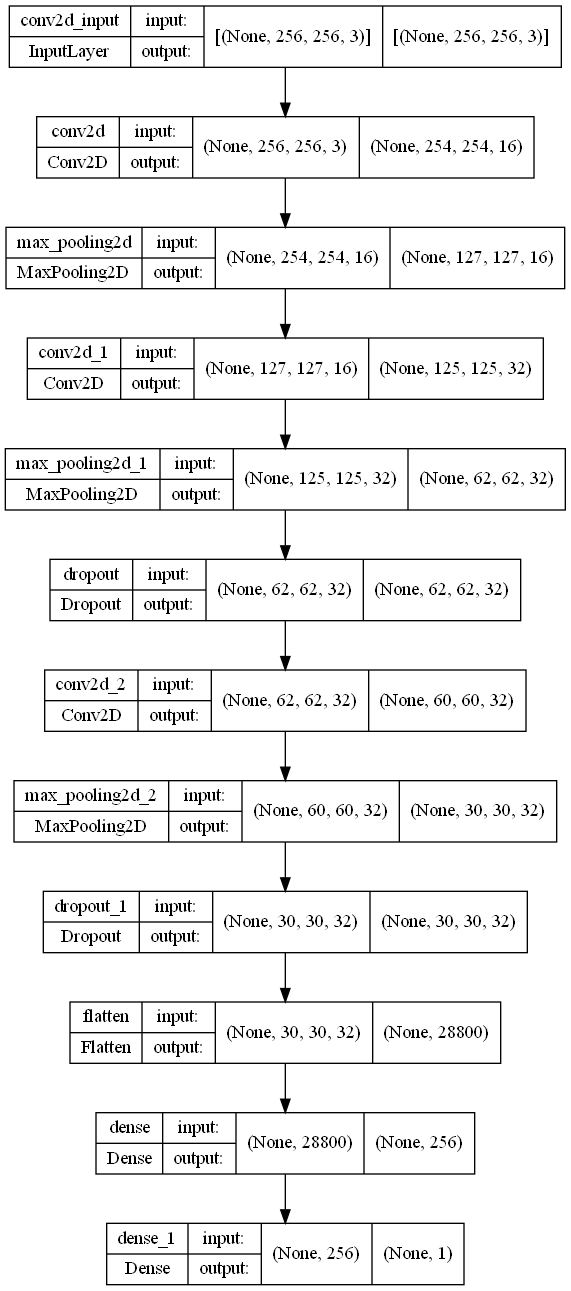 conv2d_input input: [(None, 256, 256, 3)] [(None, 256, 256, 3)]
InputLayer output:
conv2d input: (None, 256, 256, 3) (None, 254, 254, 16)
Conv2D output:
max_pooling2d input: (None, 254, 254, 16) (None, 127, 127, 16)
MaxPooling2D output:
conv2d_1 input: (None, 127, 127, 16) (None, 125, 125, 32)
Conv2D output:
max_pooling2d_1 input: (None, 125, 125, 32) (None, 62, 62, 32)
MaxPooling2D output:
dropout input: (None, 62, 62, 32) (None, 62, 62, 32)
Dropout output:
conv2d_2 input: (None, 62, 62, 32) (None, 60, 60, 32)
Conv2D output:
max_pooling2d_2 input: (None, 60, 60, 32) (None, 30, 30, 32)
MaxPooling2D output:
dropout_1 input: (None, 30, 30, 32) (None, 30, 30, 32)
Dropout output:
flatten input: (None, 30, 30, 32) (None, 28800)
Flatten output:
dense input: (None, 28800) (None, 256)
Dense output:
dense_1 input: (None, 256) (None, 1)
Dense output: